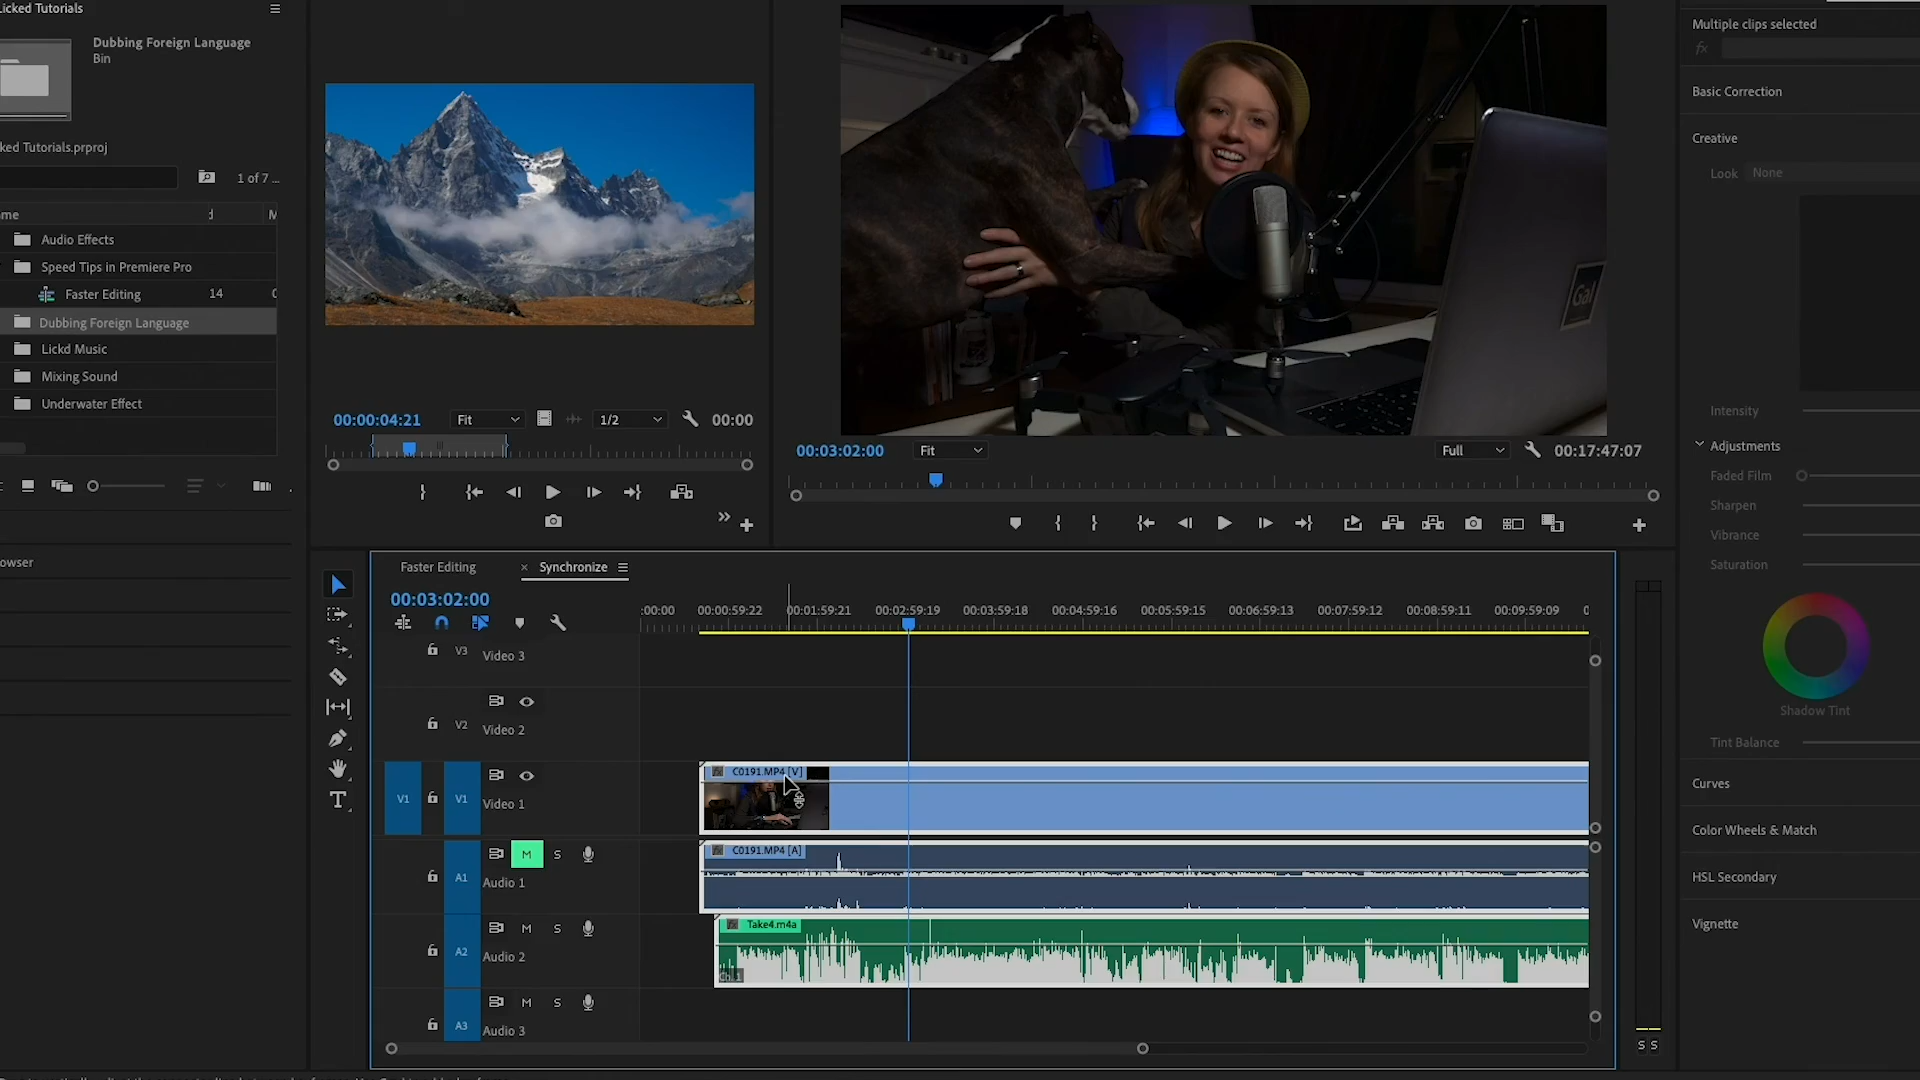 Licked Tutorials
Dubbing Foreign Language
Bin
ked Tutorials.prproj
1 of 7 ...
me
Audio Effects
Speed Tips in Premiere Pro
Faster Editing 14
Dubbing Foreign Language
Lickd Music
Mixing Sound
Underwater Effect
owser
00:00:04:21 Fit 1/2 00:00
Gal
00:03:02:00 Fit Full 00:17:47:07
Multiple clips selected
fx
Basic Correction
Creative
Look None
Intensity
Adjustments
Faded Film
Sharpen
Vibrance
Saturation
Shadow Tint
Tint Balance
Curves
Color Wheels & Match
HSL Secondary
Vignette
Faster Editing × Synchronize
00:03:02:00
:00:00 00:00:59:22 00:01:59:21 00:02:59:19 00:03:59:18 00:04:59:16 00:05:59:15 00:06:59:13 00:07:59:12 00:08:59:11 00:09:59:09 0
V3 Video 3
V2 Video 2
V1 V1 Video 1
C0191.MP4 [V]
A1 M S Audio 1
C0191.MP4 [A]
A2 M S Audio 2
Take4.m4a
Ch. 1
A3 M S Audio 3
S S